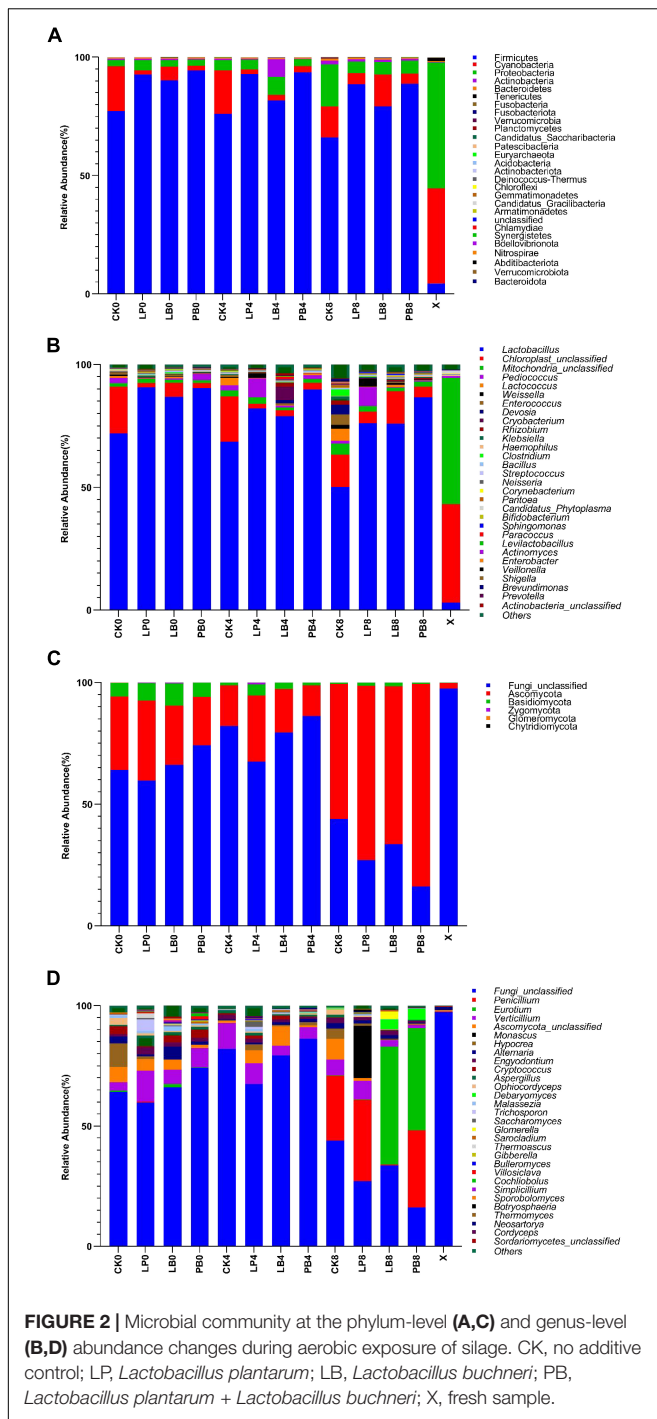 A
Relative Abundance(%)
100
50
0
CK0 LP0 LB0 PB0 CK4 LP4 LB4 PB4 CK8 LP8 LB8 PB8 X
Firmicutes
Cyanobacteria
Proteobacteria
Actinobacteria
Bacteroidetes
Tenericutes
Fusobacteria
Fusobacteriota
Verrucomicrobia
Planctomycetes
Candidatus_Saccharibacteria
Patescibacteria
Euryarchaeota
Acidobacteria
Actinobacteriota
Deinococcus-Thermus
Chloroflexi
Gemmatimonadetes
Candidatus_Gracilibacteria
Armatimonadetes
unclassified
Chlamydiae
Synergistetes
Bdellovibrionota
Nitrospirae
Abditibacteriota
Verrucomicrobiota
Bacteroidota
B
Relative Abundance(%)
100
50
0
CK0 LP0 LB0 PB0 CK4 LP4 LB4 PB4 CK8 LP8 LB8 PB8 X
Lactobacillus
Chloroplast_unclassified
Mitochondria_unclassified
Pediococcus
Lactococcus
Weissella
Enterococcus
Devosia
Cryobacterium
Rhizobium
Klebsiella
Haemophilus
Clostridium
Bacillus
Streptococcus
Neisseria
Corynebacterium
Pantoea
Candidatus_Phytoplasma
Bifidobacterium
Sphingomonas
Paracoccus
Levilactobacillus
Actinomyces
Enterobacter
Veillonella
Shigella
Brevundimonas
Prevotella
Actinobacteria_unclassified
Others
C
Relative Abundance(%)
100
50
0
CK0 LP0 LB0 PB0 CK4 LP4 LB4 PB4 CK8 LP8 LB8 PB8 X
Fungi_unclassified
Ascomycota
Basidiomycota
Zygomycota
Glomeromycota
Chytridiomycota
D
Relative Abundance(%)
100
50
0
CK0 LP0 LB0 PB0 CK4 LP4 LB4 PB4 CK8 LP8 LB8 PB8 X
Fungi_unclassified
Penicillium
Eurotium
Verticillium
Ascomycota_unclassified
Monascus
Hypocrea
Alternaria
Engyodontium
Cryptococcus
Aspergillus
Ophiocordyceps
Debaryomyces
Malassezia
Trichosporon
Saccharomyces
Glomerella
Sarocladium
Thermoascus
Gibberella
Bulleromyces
Villosiclava
Cochliobolus
Simplicillium
Sporobolomyces
Botryosphaeria
Thermomyces
Neosartorya
Cordyceps
Sordariomycetes_unclassified
Others
FIGURE 2 | Microbial community at the phylum-level (A,C) and genus-level
(B,D) abundance changes during aerobic exposure of silage. CK, no additive
control; LP, Lactobacillus plantarum; LB, Lactobacillus buchneri; PB,
Lactobacillus plantarum + Lactobacillus buchneri; X, fresh sample.